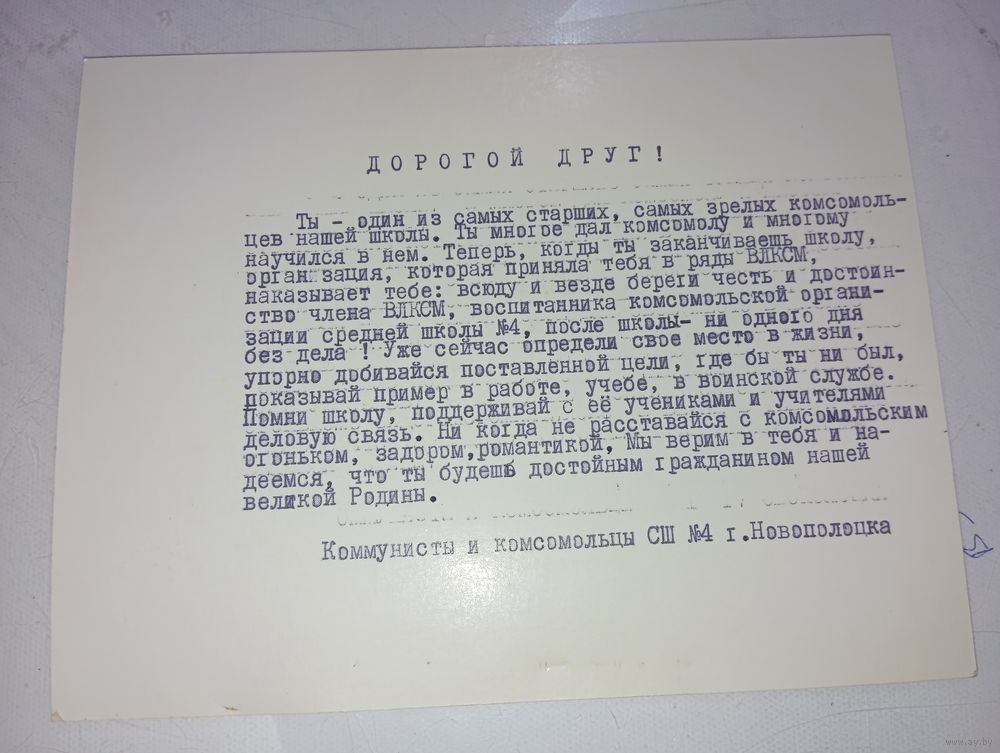 ДОРОГОЙ ДРУГ!
Ты - один из самых старших, самых зрелых комсомоль-
цев нашей школы. Ты многое дал комсомолу и многому
научился в нем. Теперь, когда ты заканчиваешь школу,
организация, которая приняла тебя в ряды ВЛКСМ,
наказывает тебе: всюду и везде береги честь и достоин-
ство члена ВЛКСМ, воспитанника комсомольской органи-
зации средней школы №4, после школы- ни одного дня
без дела ! Уже сейчас определи свое место в жизни,
упорно добивайся поставленной цели, где бы ты ни был,
показывай пример в работе, учебе, в воинской службе.
Помни школу, поддерживай с её учениками и учителями
деловую связь. Ни когда не расставайся с комсомольским
огоньком, задором,романтикой, Мы верим в тебя и на-
деемся, что ты будешь достойным гражданином нашей
великой Родины.
Коммунисты и комсомольцы СШ №4 г.Новополоцка
www.ay.by